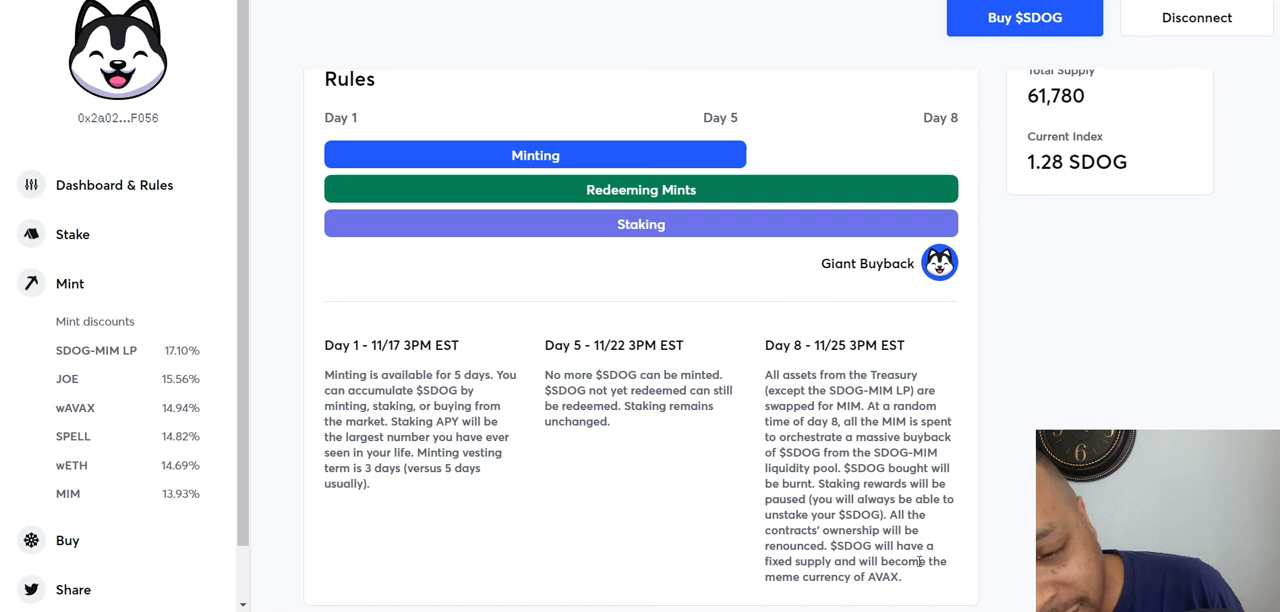 Buy $SDOG
Disconnect
0x2a02...F056
Dashboard & Rules
Stake
Mint
Mint discounts
SDOG-MIM LP 17.10%
JOE 15.56%
wAVAX 14.94%
SPELL 14.82%
wETH 14.69%
MIM 13.93%
Buy
Share
Rules
Day 1 Day 5 Day 8
Minting
Redeeming Mints
Staking
Giant Buyback
Day 1 - 11/17 3PM EST
Minting is available for 5 days. You
can accumulate $SDOG by
minting, staking, or buying from
the market. Staking APY will be
the largest number you have ever
seen in your life. Minting vesting
term is 3 days (versus 5 days
usually).
Day 5 - 11/22 3PM EST
No more $SDOG can be minted.
$SDOG not yet redeemed can still
be redeemed. Staking remains
unchanged.
Day 8 - 11/25 3PM EST
All assets from the Treasury
(except the SDOG-MIM LP) are
swapped for MIM. At a random
time of day 8, all the MIM is spent
to orchestrate a massive buyback
of $SDOG from the SDOG-MIM
liquidity pool. $SDOG bought will
be burnt. Staking rewards will be
paused (you will always be able to
unstake your $SDOG). All the
contracts' ownership will be
renounced. $SDOG will have a
fixed supply and will become the
meme currency of AVAX.
Total Supply
61,780
Current Index
1.28 SDOG
6